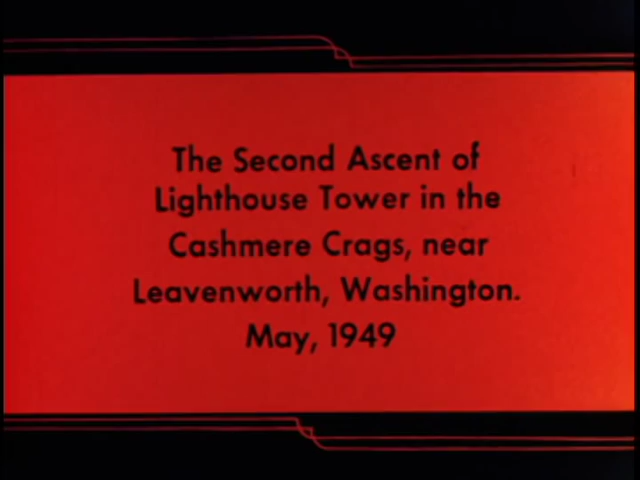 The Second Ascent of
Lighthouse Tower in the
Cashmere Crags, near
Leavenworth, Washington.
May, 1949